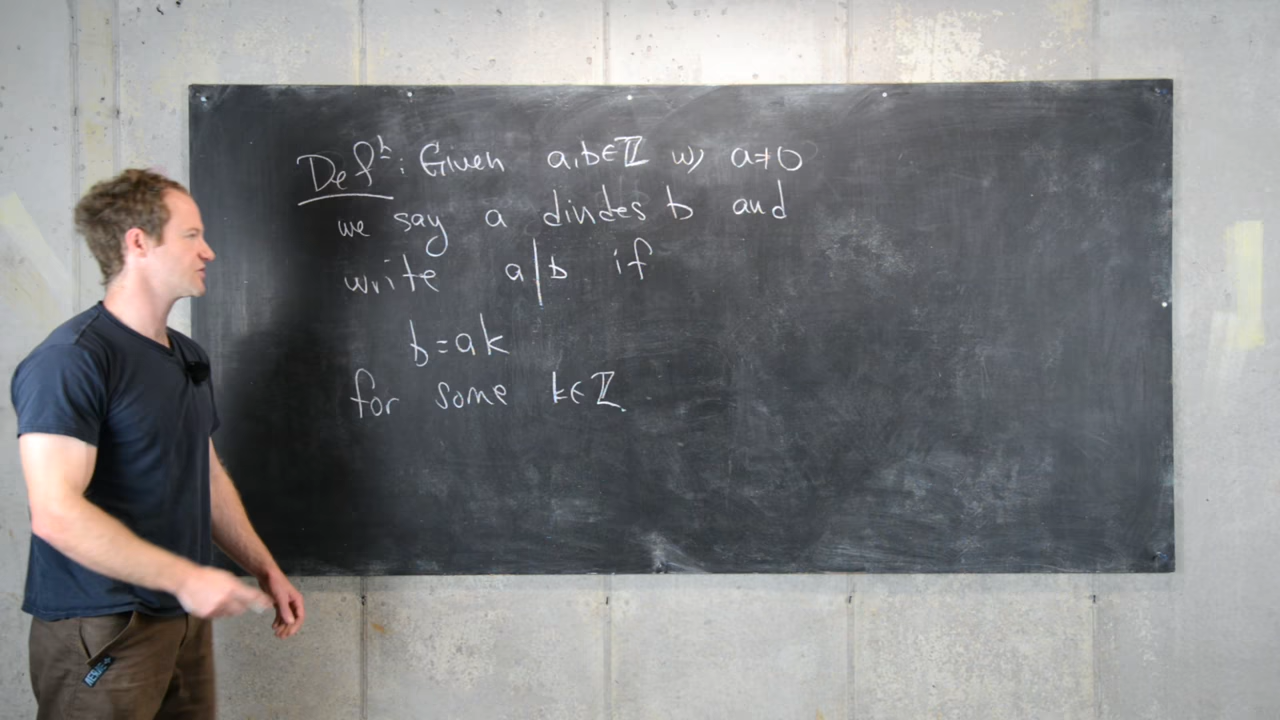 Defⁿ: Given a,b∈ℤ w/ a≠0
we say a divides b and
write a|b if
b=ak
for some k∈ℤ.